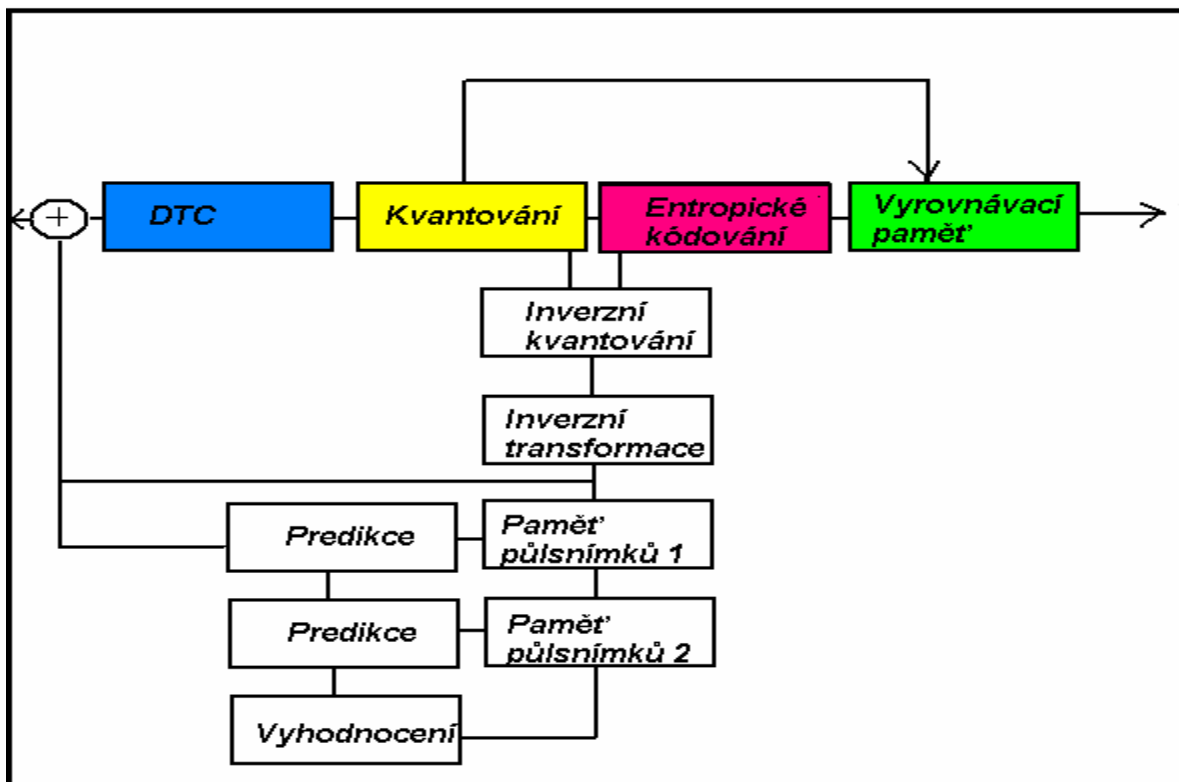 +
DTC
Kvantování
Entropické
kódování
Vyrovnávací
paměť
Inverzní
kvantování
Inverzní
transformace
Predikce
Paměť
půlsnímků 1
Predikce
Paměť
půlsnímků 2
Vyhodnocení